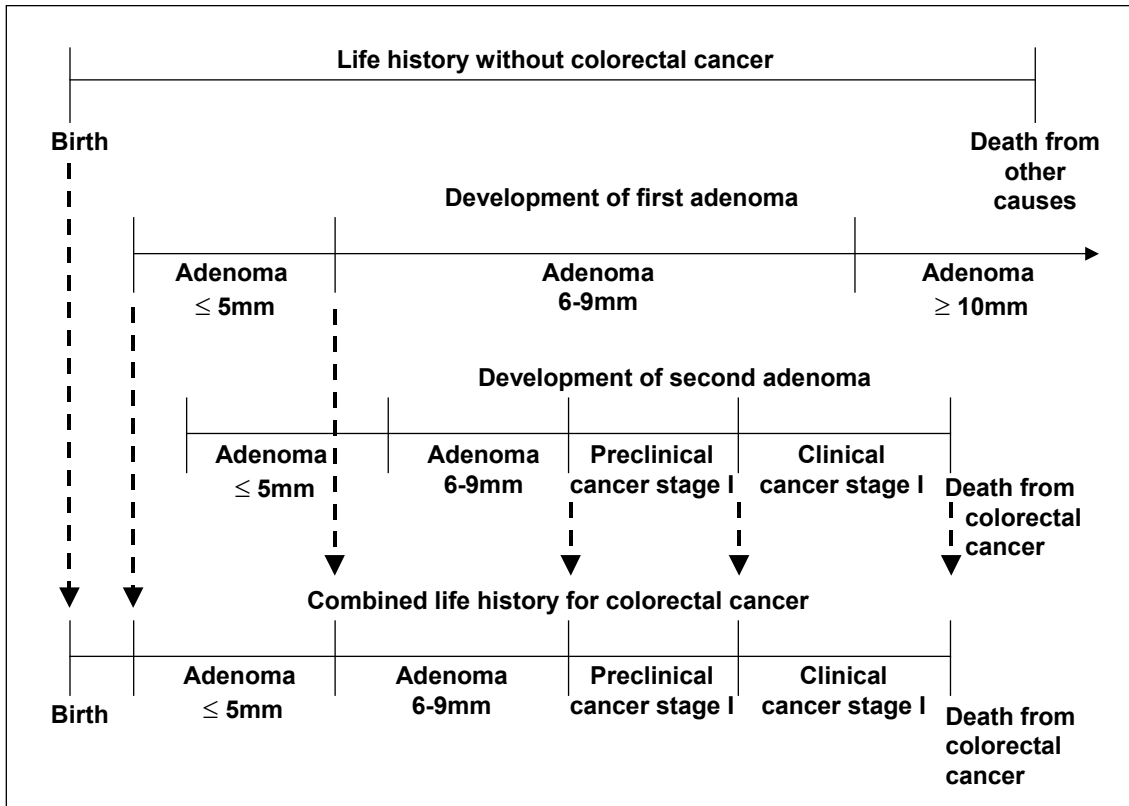 Life history without colorectal cancer
Birth
Death from
other
causes
Development of first adenoma
Adenoma
≤ 5mm
Adenoma
6-9mm
Adenoma
≥ 10mm
Development of second adenoma
Adenoma
≤ 5mm
Adenoma
6-9mm
Preclinical
cancer stage I
Clinical
cancer stage I
Death from
colorectal
cancer
Combined life history for colorectal cancer
Birth
Adenoma
≤ 5mm
Adenoma
6-9mm
Preclinical
cancer stage I
Clinical
cancer stage I
Death from
colorectal
cancer